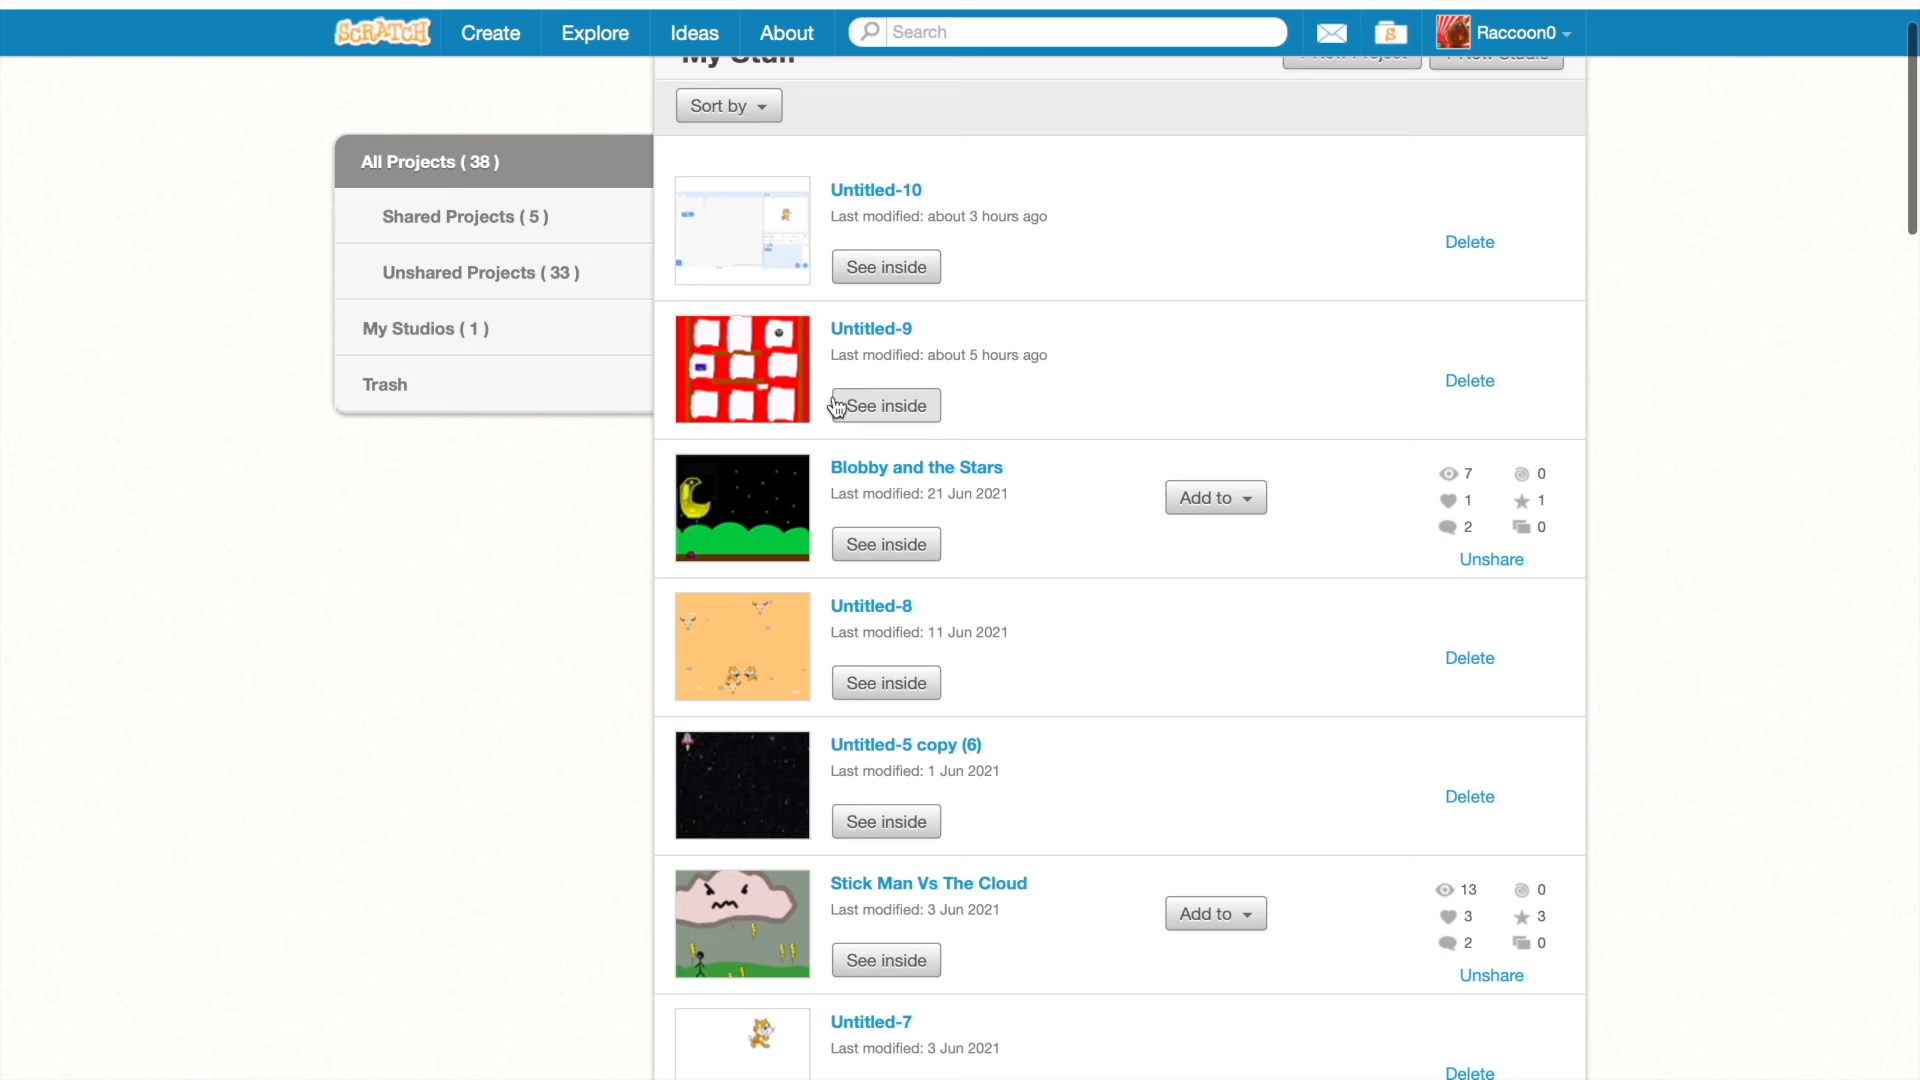 SCRATCH Create Explore Ideas About Search S Raccoon0
My Stuff + New Project + New Studio
Sort by
All Projects ( 38 )
Shared Projects ( 5 )
Unshared Projects ( 33 )
My Studios ( 1 )
Trash
Untitled-10
Last modified: about 3 hours ago
See inside
Delete
Untitled-9
Last modified: about 5 hours ago
See inside
Delete
Blobby and the Stars
Last modified: 21 Jun 2021
See inside
Add to
7 0
1 1
2 0
Unshare
Untitled-8
Last modified: 11 Jun 2021
See inside
Delete
Untitled-5 copy (6)
Last modified: 1 Jun 2021
See inside
Delete
Stick Man Vs The Cloud
Last modified: 3 Jun 2021
See inside
Add to
13 0
3 3
2 0
Unshare
Untitled-7
Last modified: 3 Jun 2021
Delete